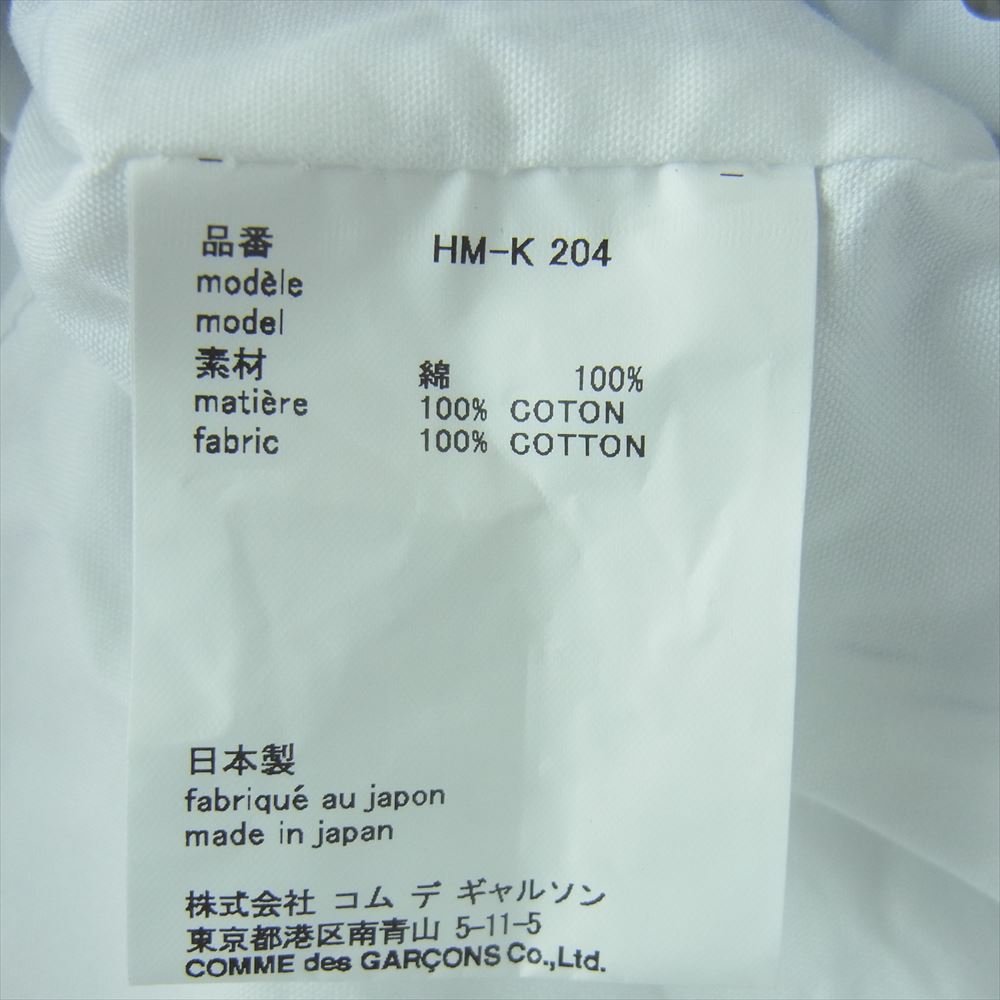 品番 HM-K 204
modèle
model
素材 綿 100%
matière 100% COTON
fabric 100% COTTON
日本製
fabriqué au japon
made in japan
株式会社 コム デ ギャルソン
東京都港区南青山 5-11-5
COMME des GARÇONS Co.,Ltd.